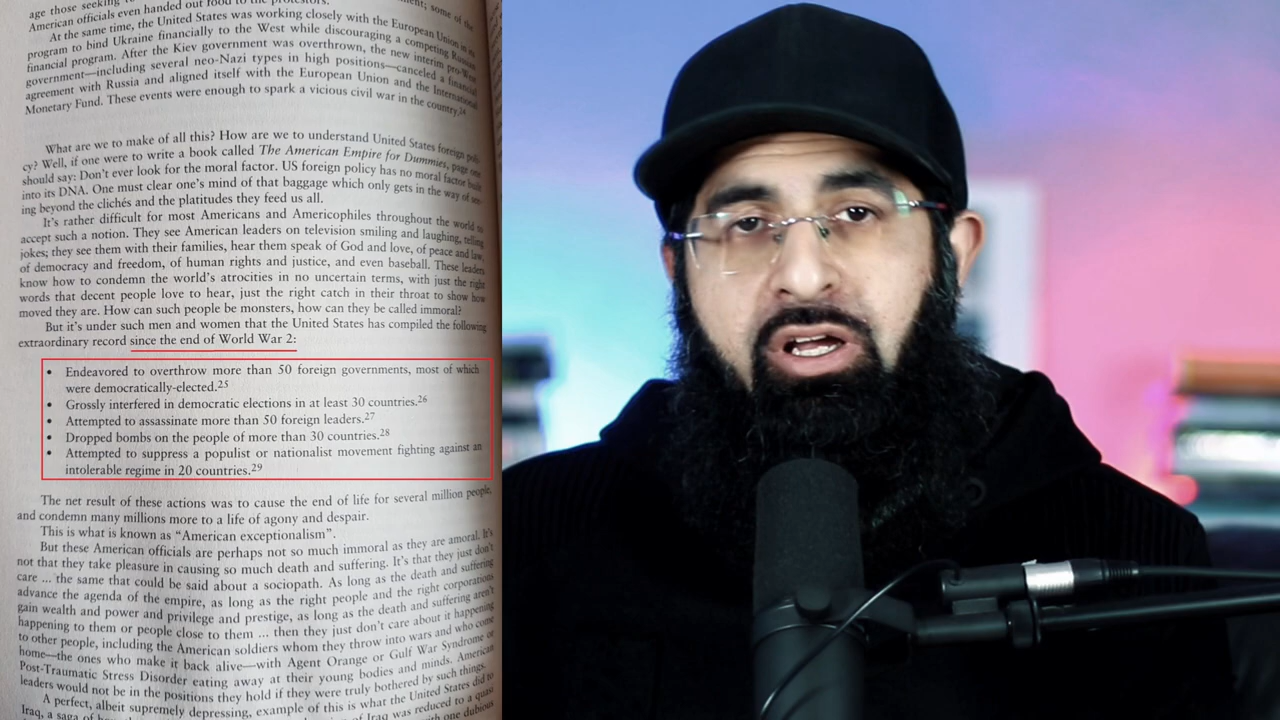 age those seeking
American officials even handed out food to the protestors.
At the same time, the United States was working closely with the European Union in
program to bind Ukraine financially to the West while discouraging a competing Russian
financial program. After the Kiev government was overthrown, the new interim pro-West
government—including several neo-Nazi types in high positions—canceled a financial
agreement with Russia and aligned itself with the European Union and the International
Monetary Fund. These events were enough to spark a vicious civil war in the country.24
What are we to make of all this? How are we to understand United States foreign poli-
cy? Well, if one were to write a book called The American Empire for Dummies, page one
should say: Don't ever look for the moral factor. US foreign policy has no moral factor built
into its DNA. One must clear one's mind of that baggage which only gets in the way of see-
ing beyond the clichés and the platitudes they feed us all.
It's rather difficult for most Americans and Americophiles throughout the world to
accept such a notion. They see American leaders on television smiling and laughing, telling
jokes; they see them with their families, hear them speak of God and love, of peace and law,
of democracy and freedom, of human rights and justice, and even baseball. These leaders
know how to condemn the world's atrocities in no uncertain terms, with just the right
words that decent people love to hear, just the right catch in their throat to show how
moved they are. How can such people be monsters, how can they be called immoral?
But it's under such men and women that the United States has compiled the following
extraordinary record since the end of World War 2:
• Endeavored to overthrow more than 50 foreign governments, most of which
were democratically-elected.25
• Grossly interfered in democratic elections in at least 30 countries.26
• Attempted to assassinate more than 50 foreign leaders.27
• Dropped bombs on the people of more than 30 countries.28
• Attempted to suppress a populist or nationalist movement fighting against an
intolerable regime in 20 countries.29
The net result of these actions was to cause the end of life for several million people,
and condemn many millions more to a life of agony and despair.
This is what is known as “American exceptionalism”.
But these American officials are perhaps not so much immoral as they are amoral. It's
not that they take pleasure in causing so much death and suffering. It's that they just don't
care ... the same that could be said about a sociopath. As long as the death and suffering
advance the agenda of the empire, as long as the right people and the right corporations
gain wealth and power and privilege and prestige, as long as the death and suffering aren't
happening to them or people close to them ... then they just don't care about it happening
to other people, including the American soldiers whom they throw into wars and who come
home—the ones who make it back alive—with Agent Orange or Gulf War Syndrome or
Post-Traumatic Stress Disorder eating away at their young bodies and minds. American
leaders would not be in the positions they hold if they were truly bothered by such things.
A perfect, albeit supremely depressing, example of this is what the United States did to
Iraq, a saga of